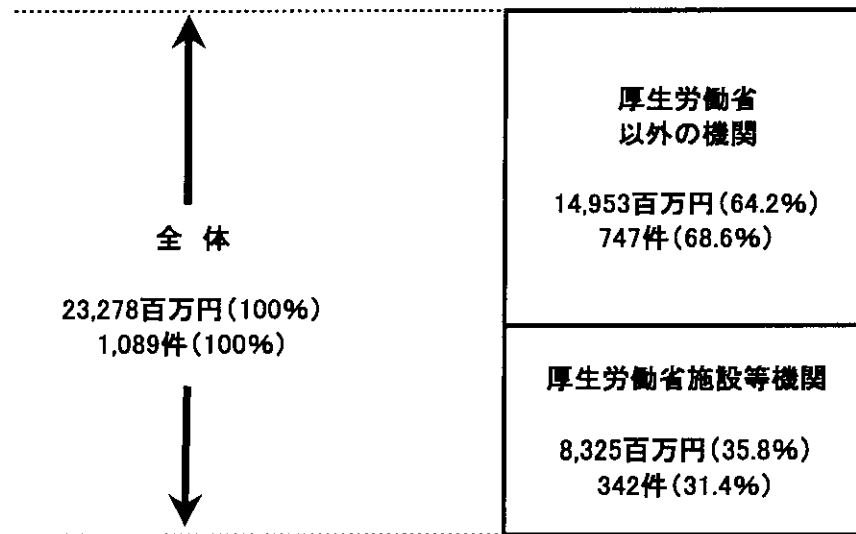 全 体
23,278百万円(100%)
1,089件(100%)
厚生労働省
以外の機関
14,953百万円(64.2%)
747件(68.6%)
厚生労働省施設等機関
8,325百万円(35.8%)
342件(31.4%)